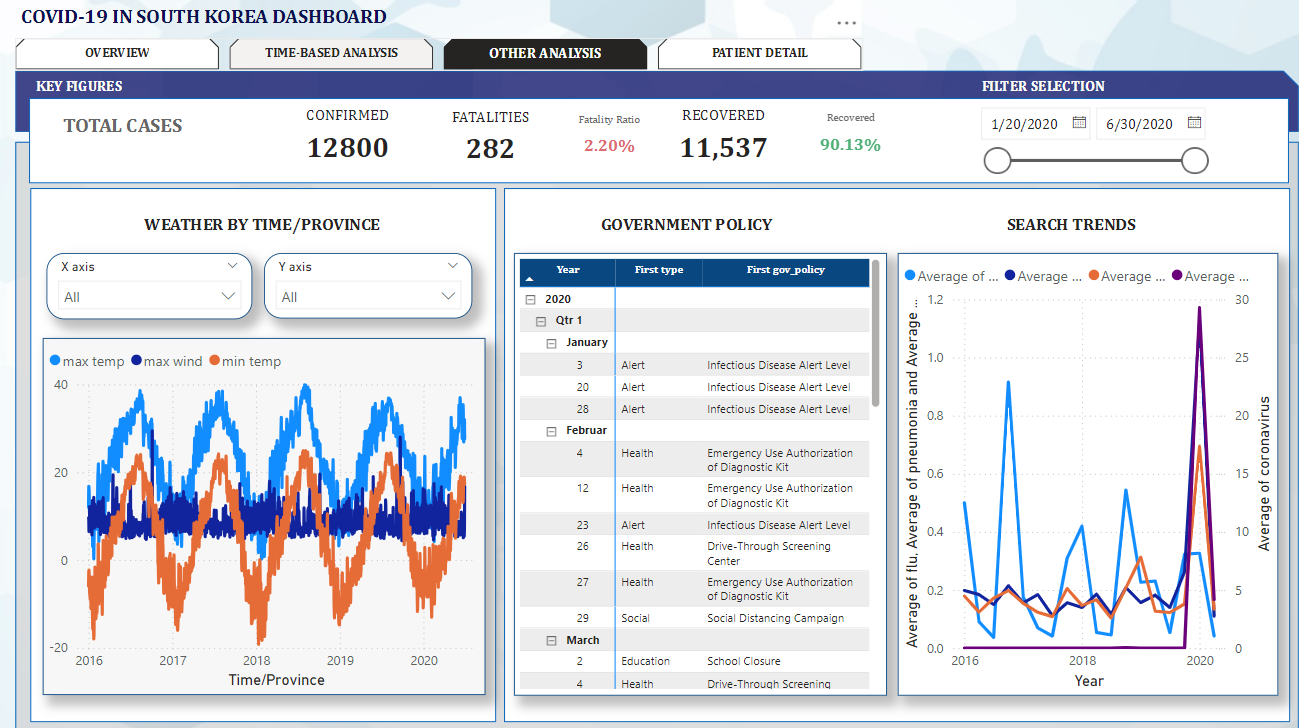 COVID-19 IN SOUTH KOREA DASHBOARD
...
OVERVIEW
TIME-BASED ANALYSIS
OTHER ANALYSIS
PATIENT DETAIL
KEY FIGURES
FILTER SELECTION
TOTAL CASES
CONFIRMED
12800
FATALITIES
282
Fatality Ratio
2.20%
RECOVERED
11,537
Recovered
90.13%
1/20/2020
6/30/2020
WEATHER BY TIME/PROVINCE
X axis
All
Y axis
All
max temp max wind min temp
40
20
0
-20
2016 2017 2018 2019 2020
Time/Province
GOVERNMENT POLICY
Year First type First gov_policy
2020
Qtr 1
January
3 Alert Infectious Disease Alert Level
20 Alert Infectious Disease Alert Level
28 Alert Infectious Disease Alert Level
Februar
4 Health Emergency Use Authorization
of Diagnostic Kit
12 Health Emergency Use Authorization
of Diagnostic Kit
23 Alert Infectious Disease Alert Level
26 Health Drive-Through Screening
Center
27 Health Emergency Use Authorization
of Diagnostic Kit
29 Social Social Distancing Campaign
March
2 Education School Closure
4 Health Drive-Through Screening
SEARCH TRENDS
Average of ... Average ... Average ... Average ...
Average of flu, Average of pneumonia and Average ...
1.2
1.0
0.8
0.6
0.4
0.2
0.0
30
25
20
15
10
5
0
Average of coronavirus
2016 2018 2020
Year